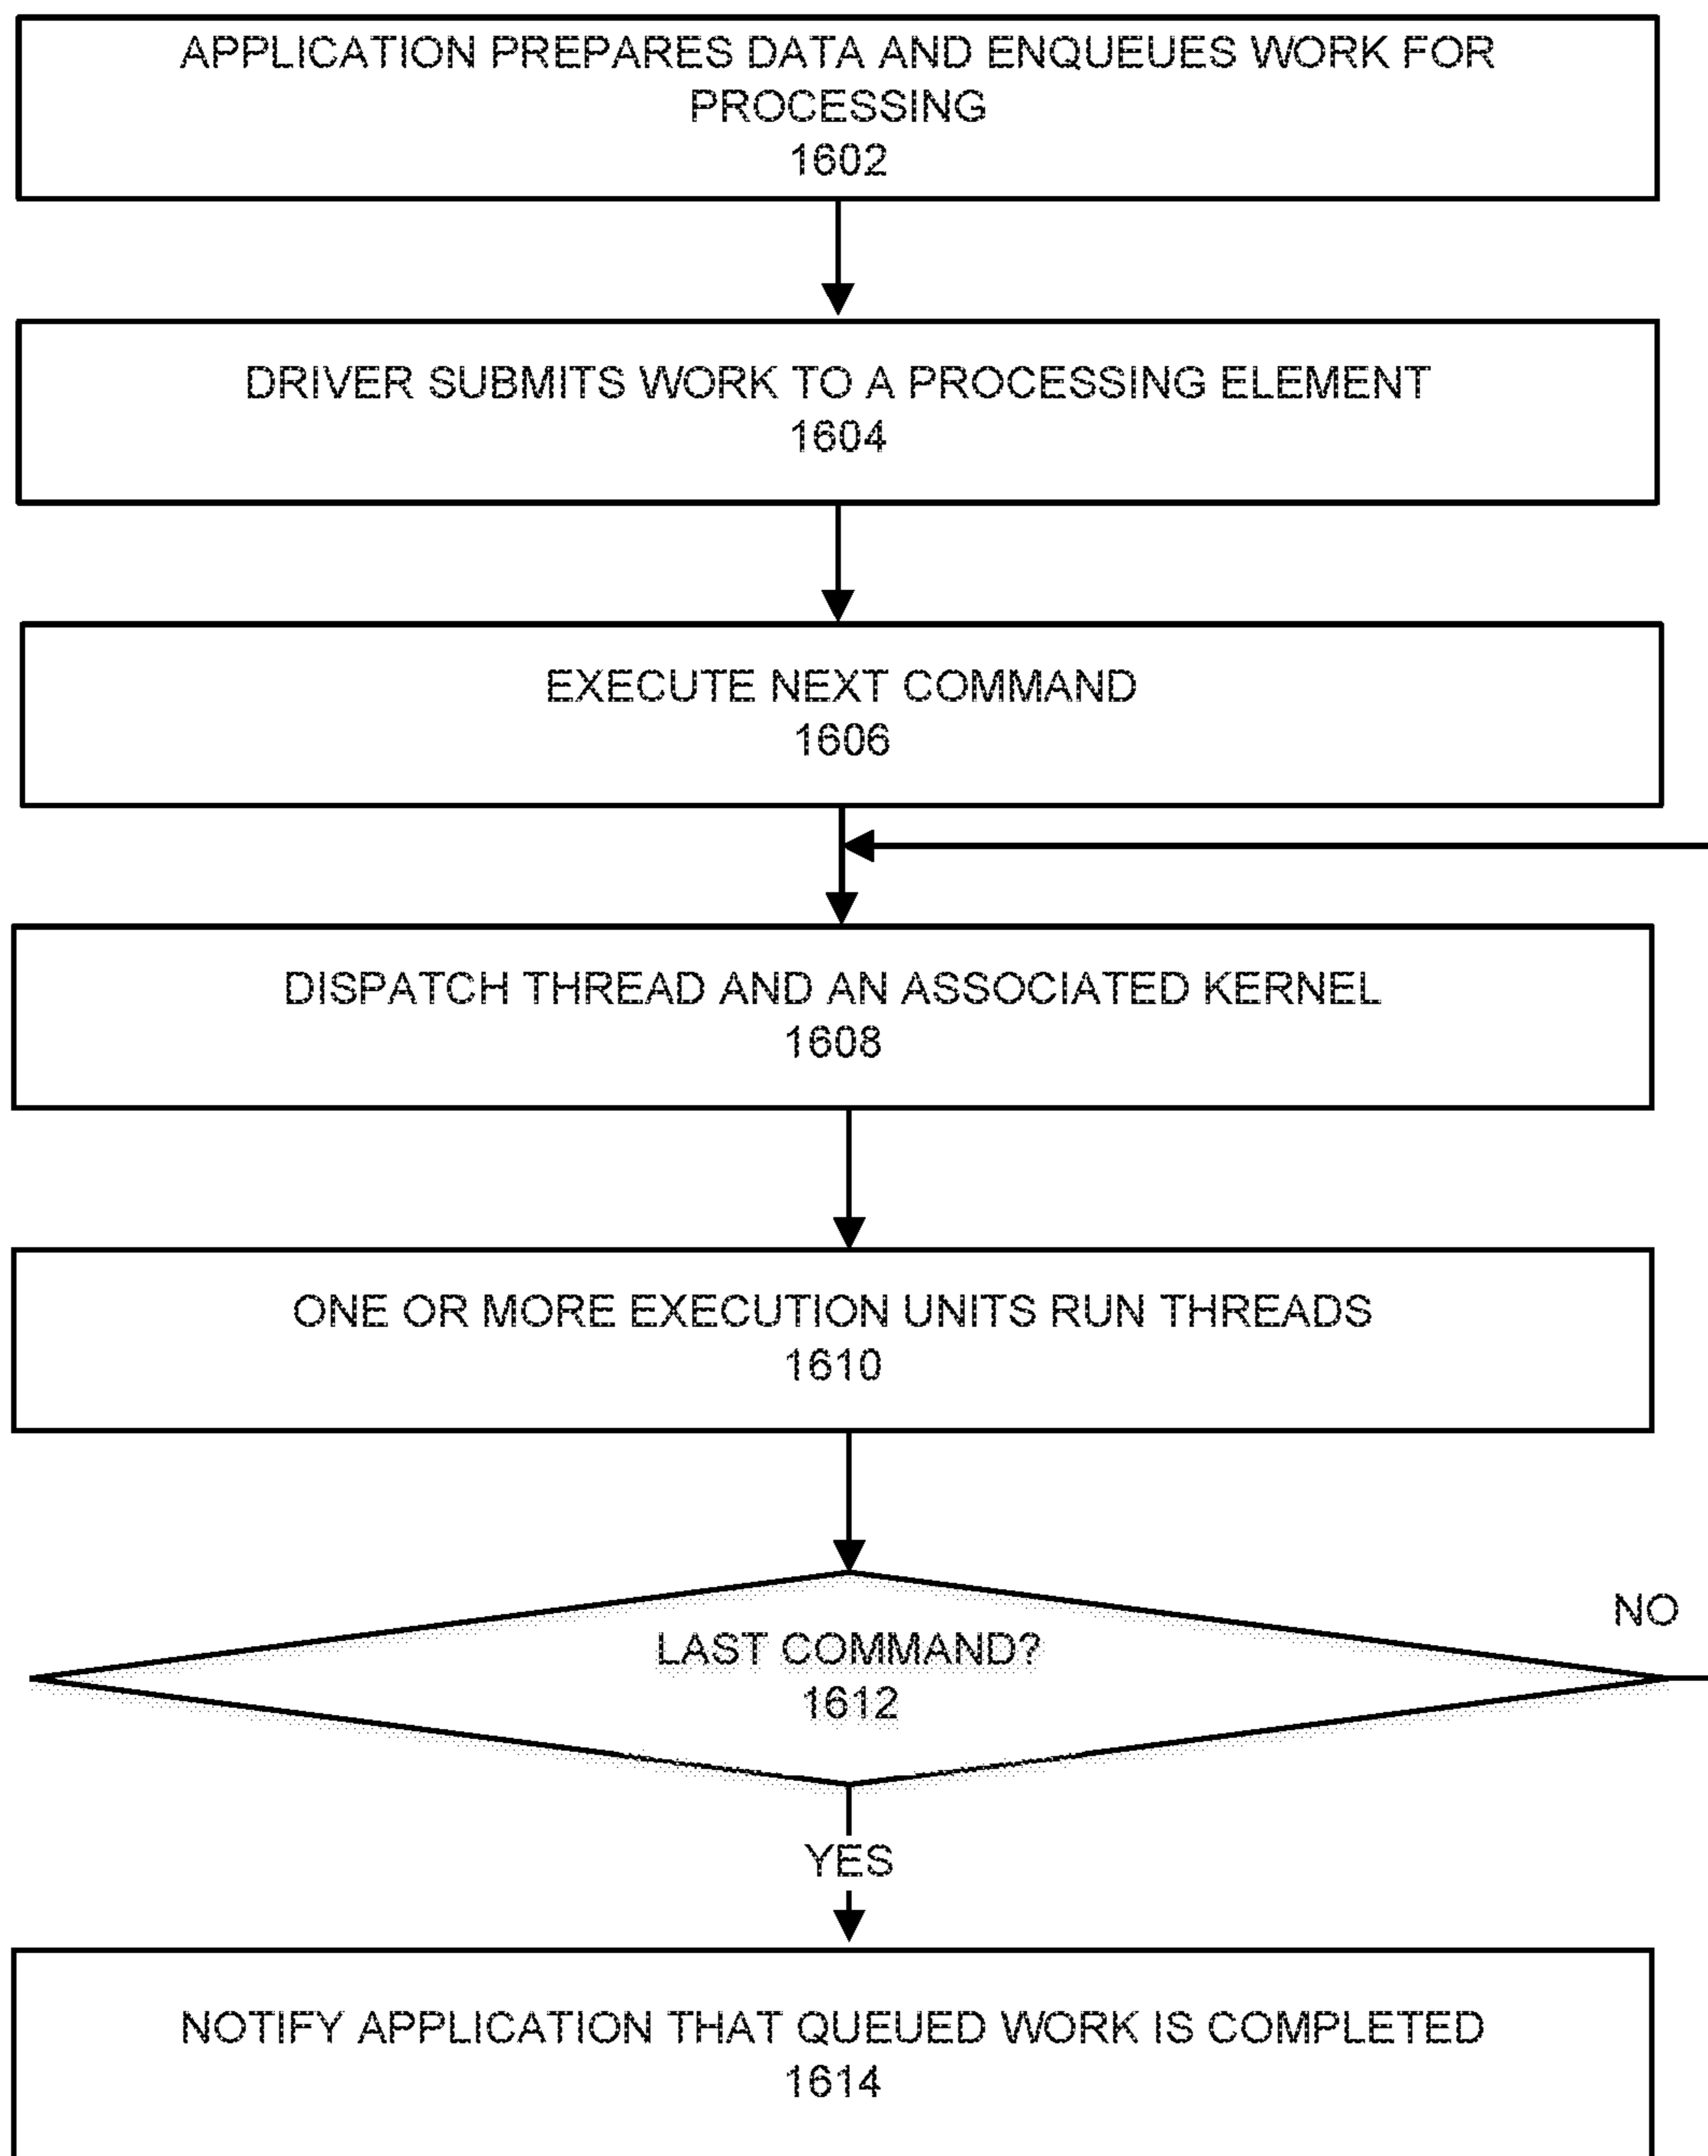 APPLICATION PREPARES DATA AND ENQUEUES WORK FOR
PROCESSING
1602
DRIVER SUBMITS WORK TO A PROCESSING ELEMENT
1604
EXECUTE NEXT COMMAND
1606
DISPATCH THREAD AND AN ASSOCIATED KERNEL
1608
ONE OR MORE EXECUTION UNITS RUN THREADS
1610
NO
LAST COMMAND?
1612
YES
NOTIFY APPLICATION THAT QUEUED WORK IS COMPLETED
1614